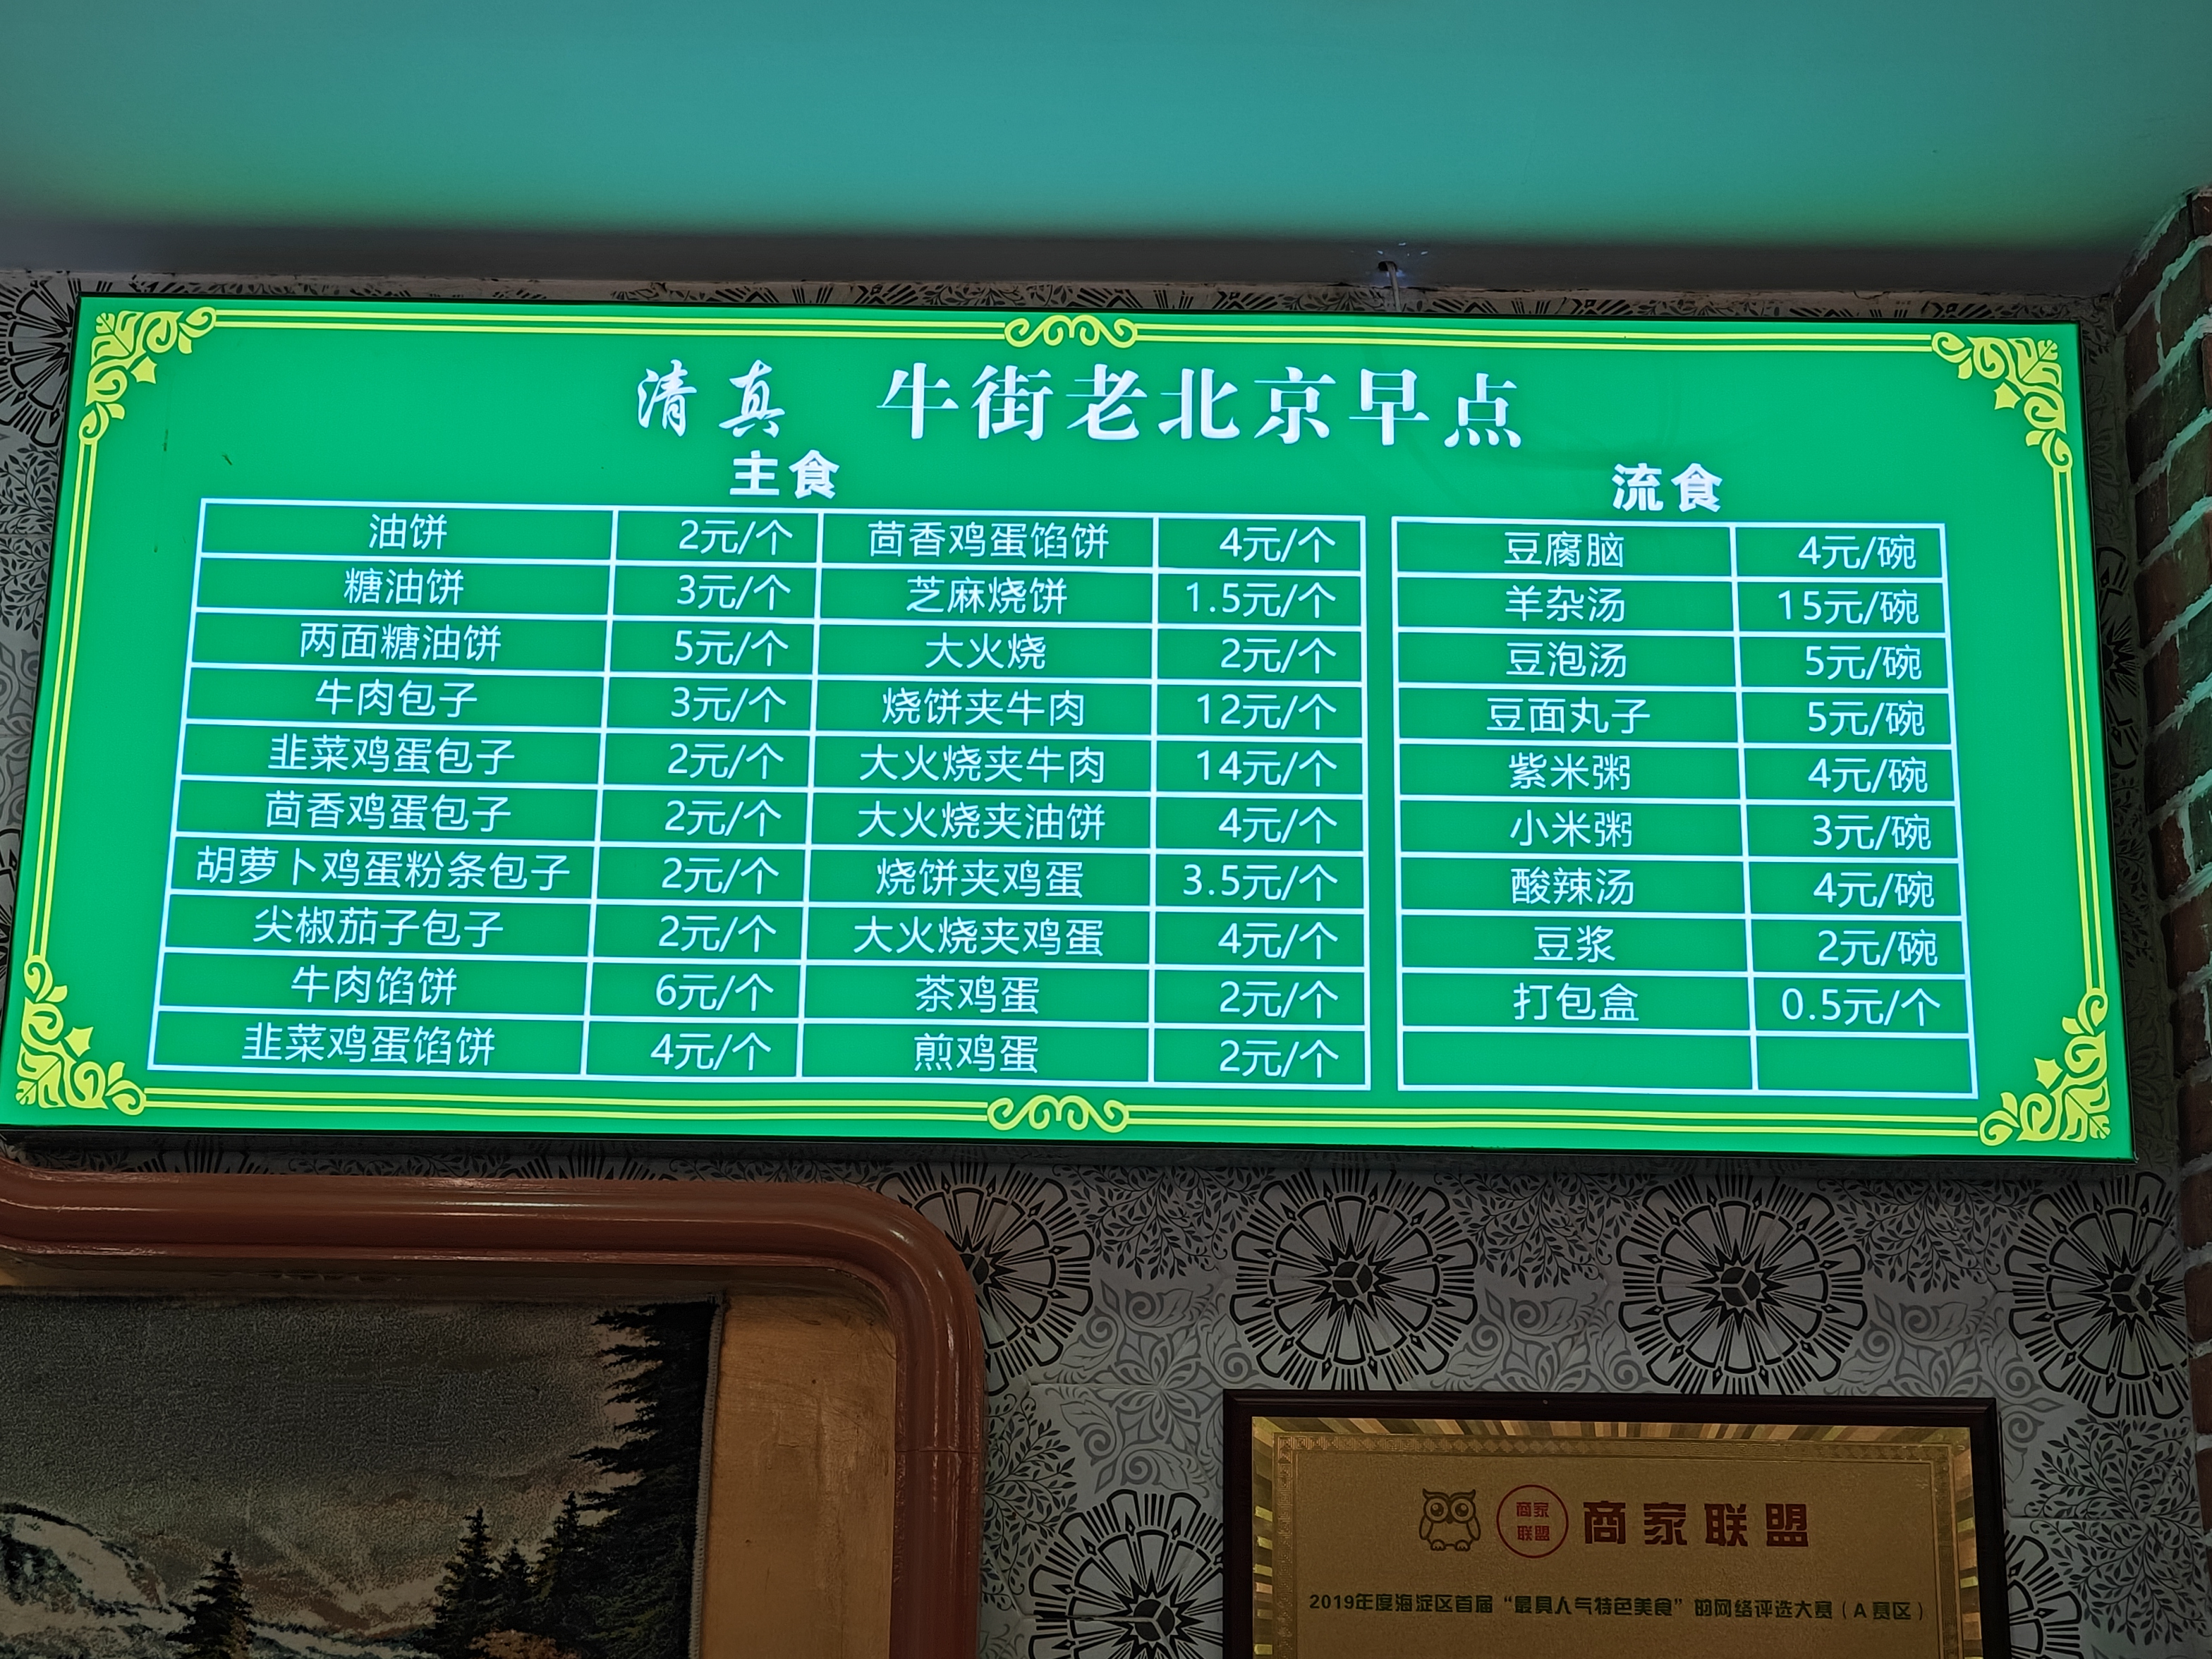 清真 牛街老北京早点
主食 流食
油饼 2元/个 茴香鸡蛋馅饼 4元/个 豆腐脑 4元/碗
糖油饼 3元/个 芝麻烧饼 1.5元/个 羊杂汤 15元/碗
两面糖油饼 5元/个 大火烧 2元/个 豆泡汤 5元/碗
牛肉包子 3元/个 烧饼夹牛肉 12元/个 豆面丸子 5元/碗
韭菜鸡蛋包子 2元/个 大火烧夹牛肉 14元/个 紫米粥 4元/碗
茴香鸡蛋包子 2元/个 大火烧夹油饼 4元/个 小米粥 3元/碗
胡萝卜鸡蛋粉条包子 2元/个 烧饼夹鸡蛋 3.5元/个 酸辣汤 4元/碗
尖椒茄子包子 2元/个 大火烧夹鸡蛋 4元/个 豆浆 2元/碗
牛肉馅饼 6元/个 茶鸡蛋 2元/个 打包盒 0.5元/个
韭菜鸡蛋馅饼 4元/个 煎鸡蛋 2元/个
商家联盟 商家联盟
2019年度海淀区首届“最具人气特色美食”的网络评选大赛（A赛区）